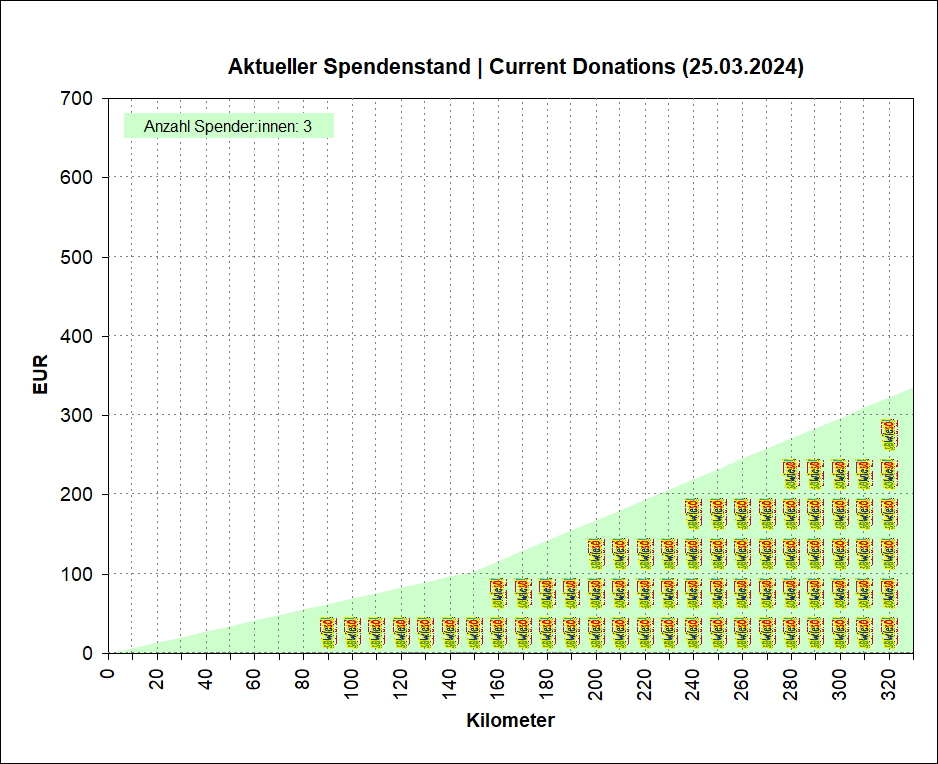 Aktueller Spendenstand | Current Donations (25.03.2024)
700
Anzahl Spender:innen: 3
600
500
400
EUR
300
200
100
0
0 20 40 60 80 100 120 140 160 180 200 220 240 260 280 300 320
Kilometer